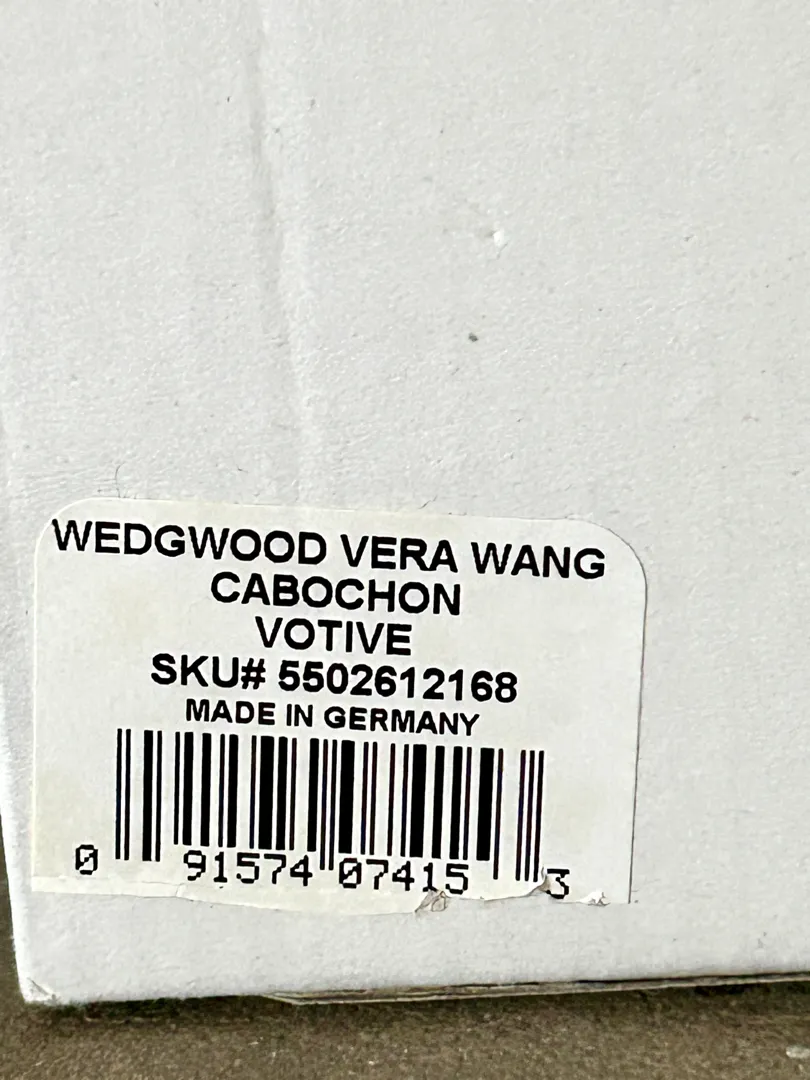 WEDGWOOD VERA WANG
CABOCHON
VOTIVE
SKU# 5502612168
MADE IN GERMANY
0 91574 07415 3